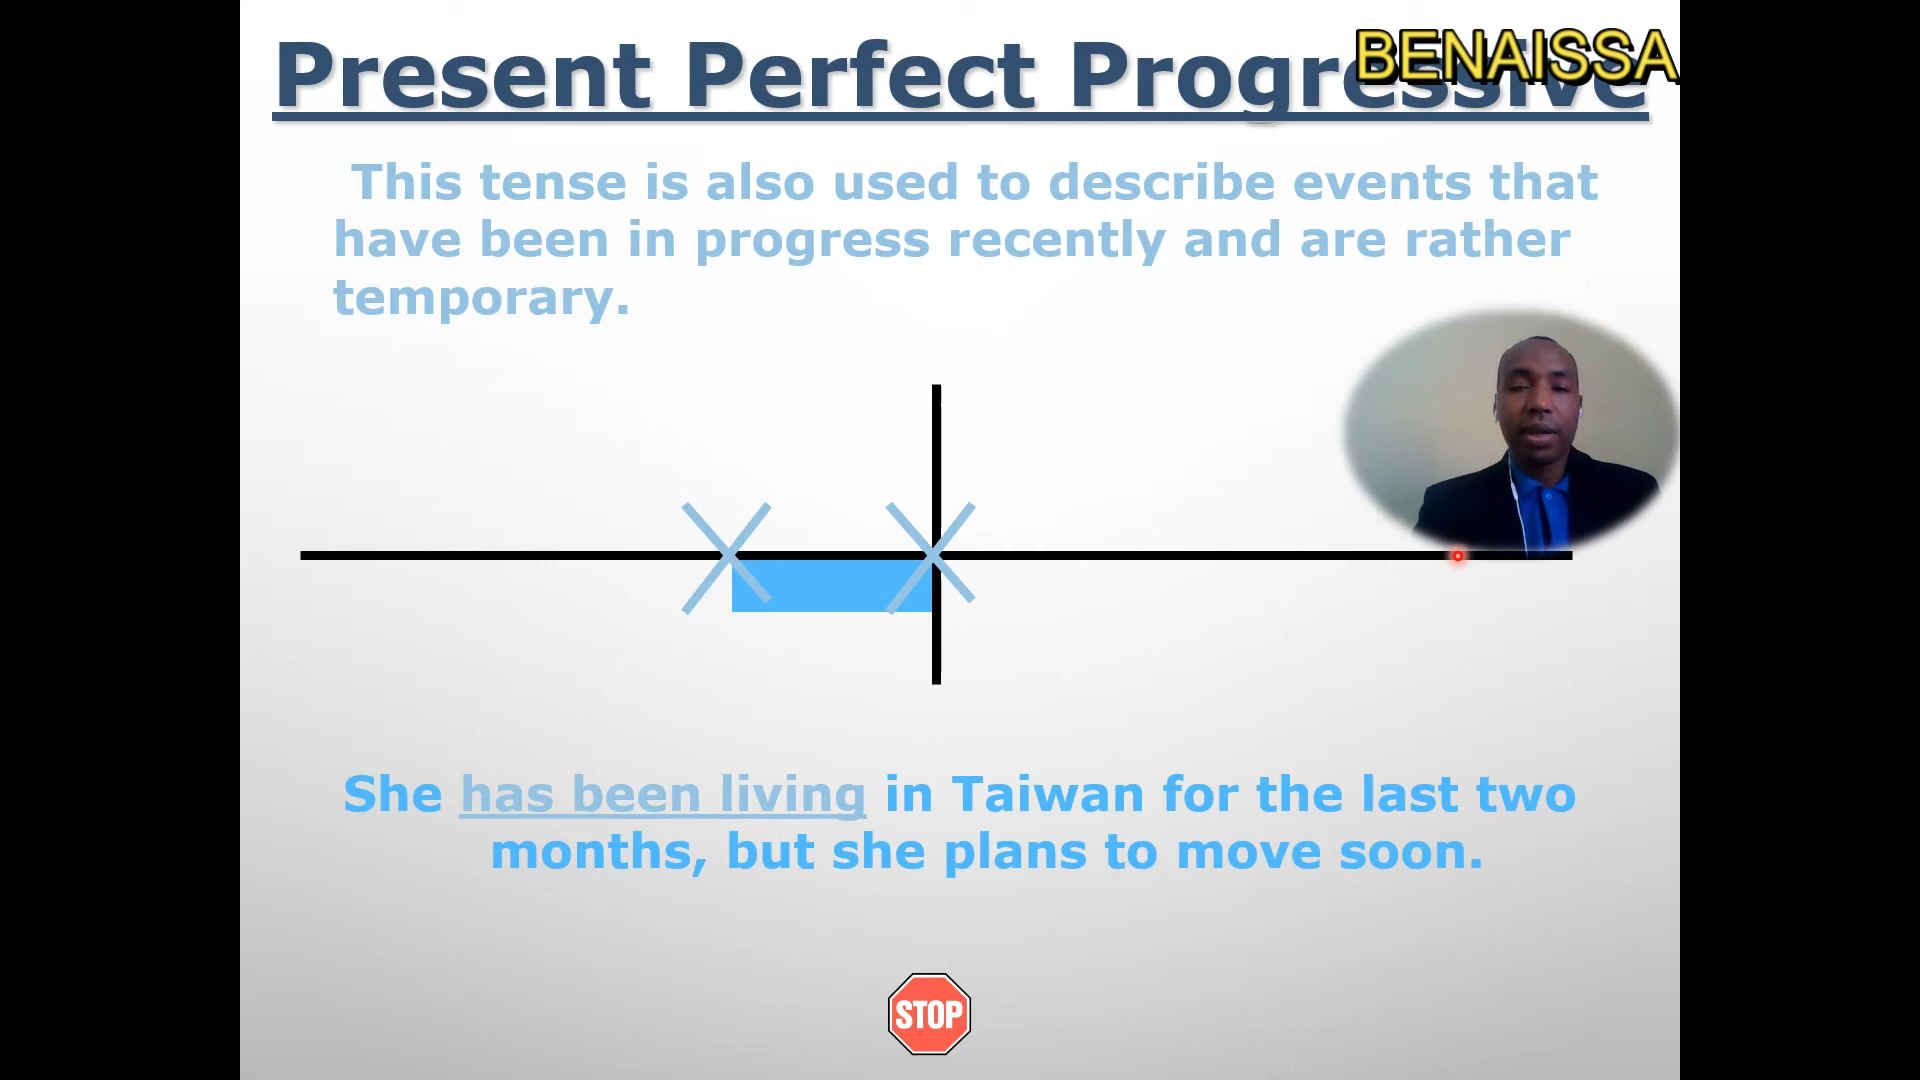 Present Perfect Progressive
BENAISSA
This tense is also used to describe events that
have been in progress recently and are rather
temporary.
She has been living in Taiwan for the last two
months, but she plans to move soon.
STOP